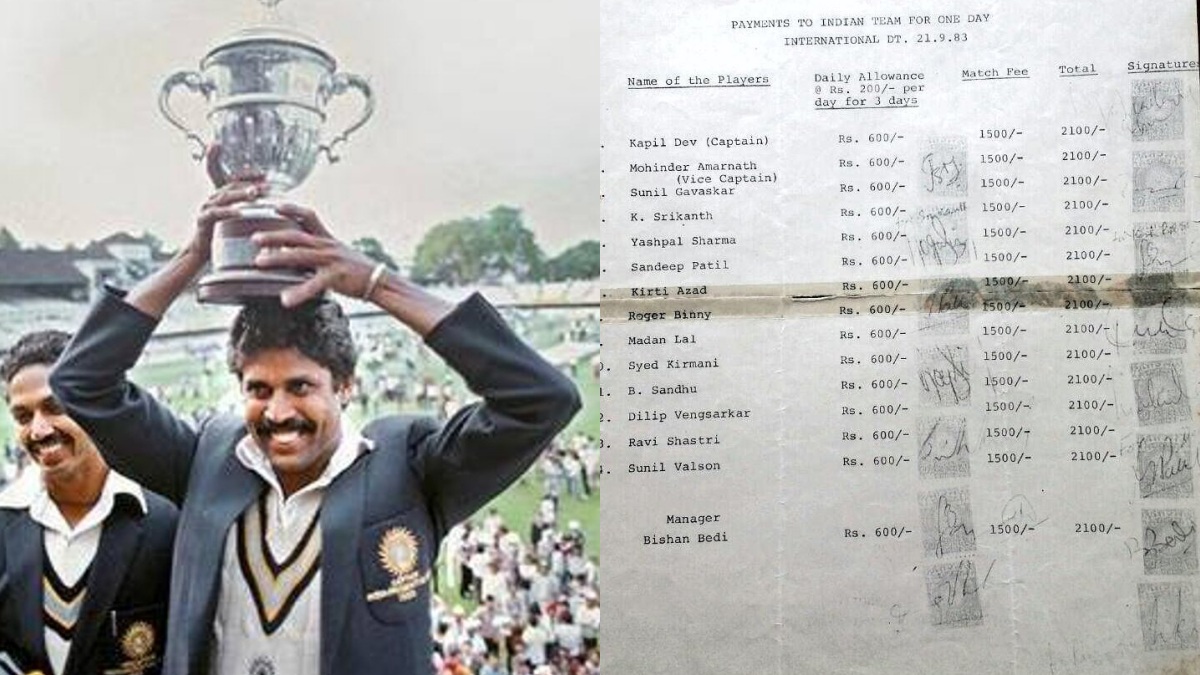 PAYMENTS TO INDIAN TEAM FOR ONE DAY
INTERNATIONAL DT. 21.9.83
Name of the Players Daily Allowance @ Rs. 200/- per day for 3 days Match Fee Total Signatures
Kapil Dev (Captain) Rs. 600/- 1500/- 2100/-
Mohinder Amarnath Rs. 600/- 1500/- 2100/-
(Vice Captain)
Sunil Gavaskar Rs. 600/- 1500/- 2100/-
K. Srikanth Rs. 600/- 1500/- 2100/-
Yashpal Sharma Rs. 600/- 1500/- 2100/-
Sandeep Patil Rs. 600/- 1500/- 2100/-
Kirti Azad Rs. 600/- 1500/- 2100/-
Roger Binny Rs. 600/- 1500/- 2100/-
Madan Lal Rs. 600/- 1500/- 2100/-
Syed Kirmani Rs. 600/- 1500/- 2100/-
B. Sandhu Rs. 600/- 1500/- 2100/-
Dilip Vengsarkar Rs. 600/- 1500/- 2100/-
Ravi Shastri Rs. 600/- 1500/- 2100/-
Sunil Valson Rs. 600/- 1500/- 2100/-
Manager
Bishan Bedi Rs. 600/- 1500/- 2100/-